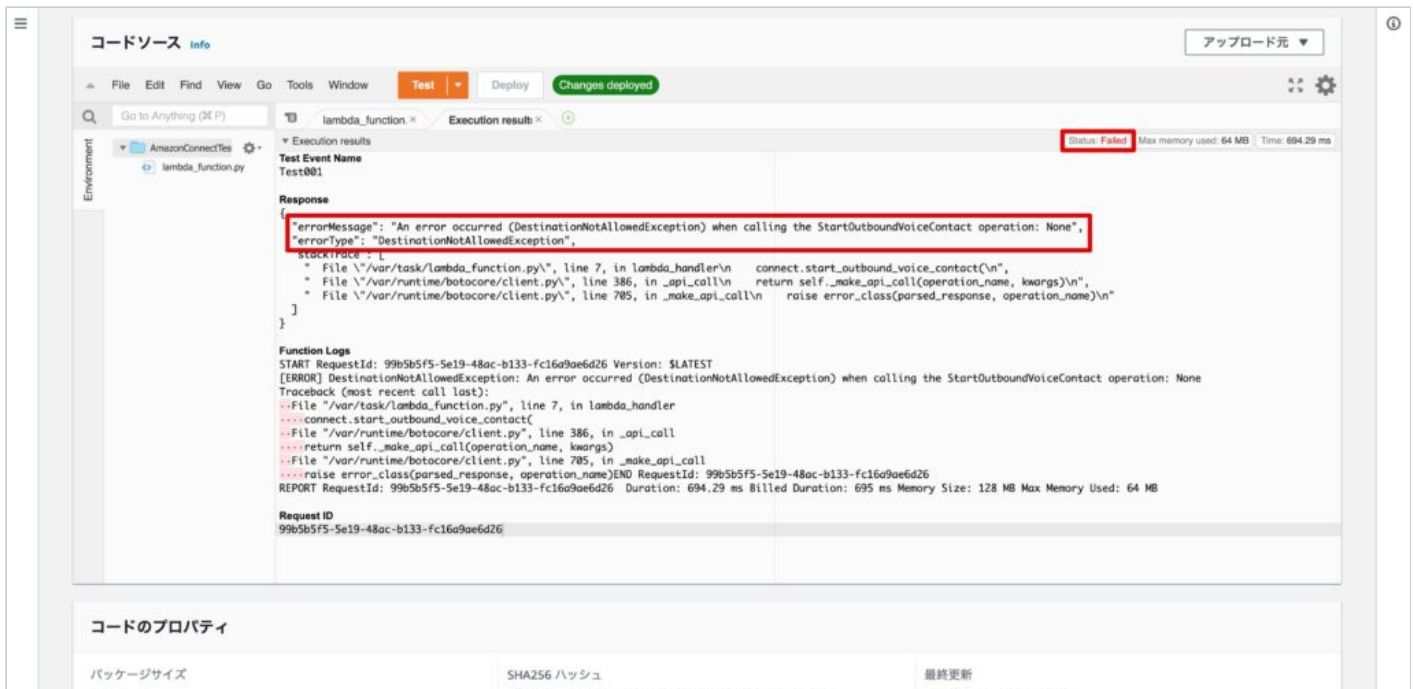 コードソース Info
アップロード元 ▼
File Edit Find View Go Tools Window Test Deploy Changes deployed
Go to Anything (⌘ P)
lambda_function. × Execution results ×
Environment
AmazonConnectTes
lambda_function.py
▼ Execution results
Status: Failed Max memory used: 64 MB Time: 694.29 ms
Test Event Name
Test001
Response
{
"errorMessage": "An error occurred (DestinationNotAllowedException) when calling the StartOutboundVoiceContact operation: None",
"errorType": "DestinationNotAllowedException",
"stackTrace": [
" File \"/var/task/lambda_function.py\", line 7, in lambda_handler\n connect.start_outbound_voice_contact(\n",
" File \"/var/runtime/botocore/client.py\", line 386, in _api_call\n return self._make_api_call(operation_name, kwargs)\n",
" File \"/var/runtime/botocore/client.py\", line 705, in _make_api_call\n raise error_class(parsed_response, operation_name)\n"
]
}
Function Logs
START RequestId: 99b5b5f5-5e19-48ac-b133-fc16a9ae6d26 Version: $LATEST
[ERROR] DestinationNotAllowedException: An error occurred (DestinationNotAllowedException) when calling the StartOutboundVoiceContact operation: None
Traceback (most recent call last):
··File "/var/task/lambda_function.py", line 7, in lambda_handler
····connect.start_outbound_voice_contact(
··File "/var/runtime/botocore/client.py", line 386, in _api_call
····return self._make_api_call(operation_name, kwargs)
··File "/var/runtime/botocore/client.py", line 705, in _make_api_call
····raise error_class(parsed_response, operation_name)END RequestId: 99b5b5f5-5e19-48ac-b133-fc16a9ae6d26
REPORT RequestId: 99b5b5f5-5e19-48ac-b133-fc16a9ae6d26 Duration: 694.29 ms Billed Duration: 695 ms Memory Size: 128 MB Max Memory Used: 64 MB
Request ID
99b5b5f5-5e19-48ac-b133-fc16a9ae6d26
コードのプロパティ
パッケージサイズ
SHA256 ハッシュ
最終更新